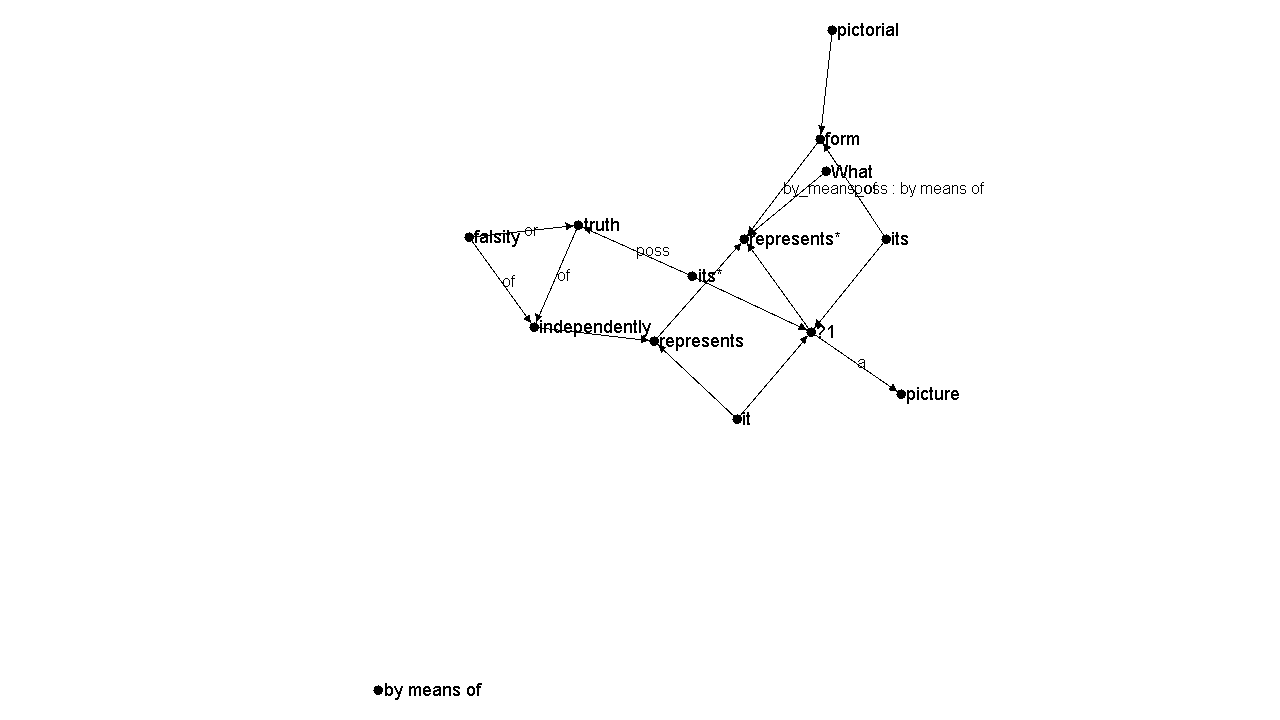 pictorial
form
What
by_means_of
poss : by means of
truth
falsity
or
represents*
its
poss
its*
of
of
independently
?1
represents
a
picture
it
by means of